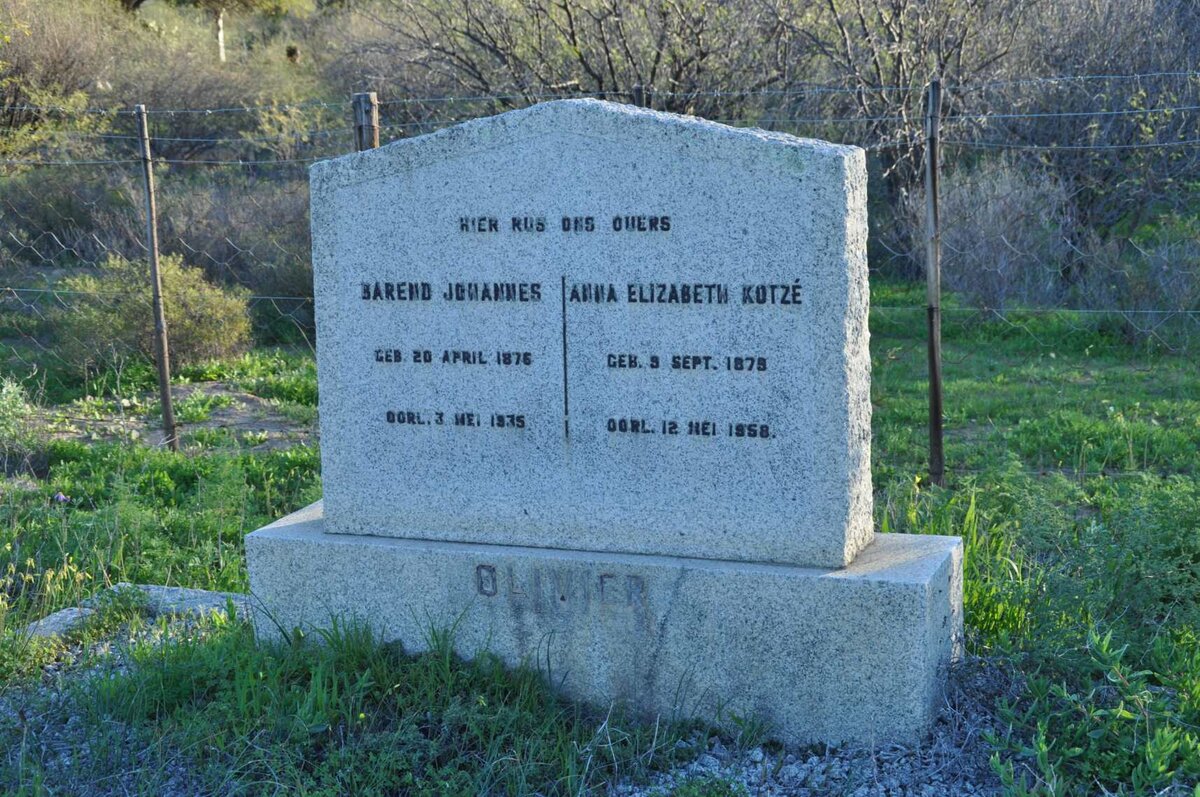 HIER RUS ONS OUERS
BAREND JOHANNES
GEB. 20 APRIL 1876
OORL. 3 MEI 1935
ANNA ELIZABETH KOTZÉ
GEB. 9 SEPT. 1879
OORL. 12 MEI 1958.
OLIVIER